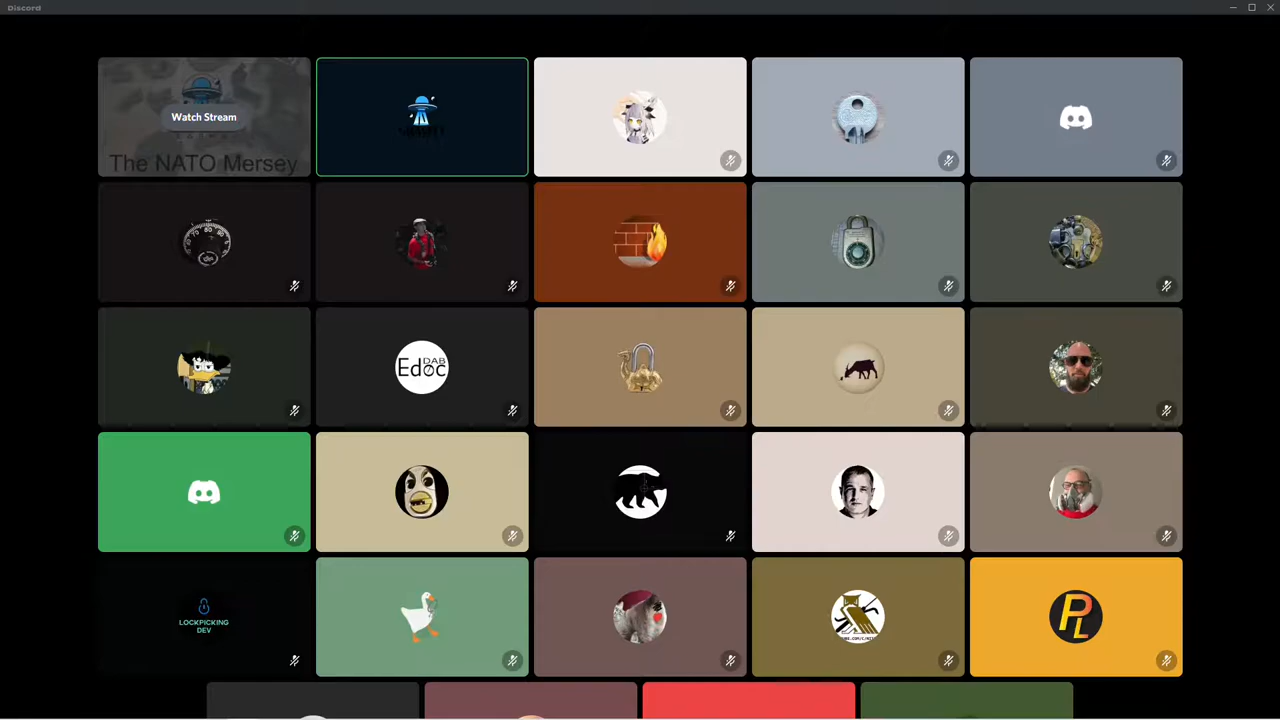 Discord
Watch Stream
The NATO Mersey
DAB
Edoc
LOCKPICKING
DEV
PL